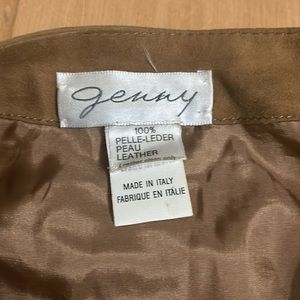 genny
100%
PELLE-LEDER
PEAU
LEATHER
MADE IN ITALY
FABRIQUE EN ITALIE